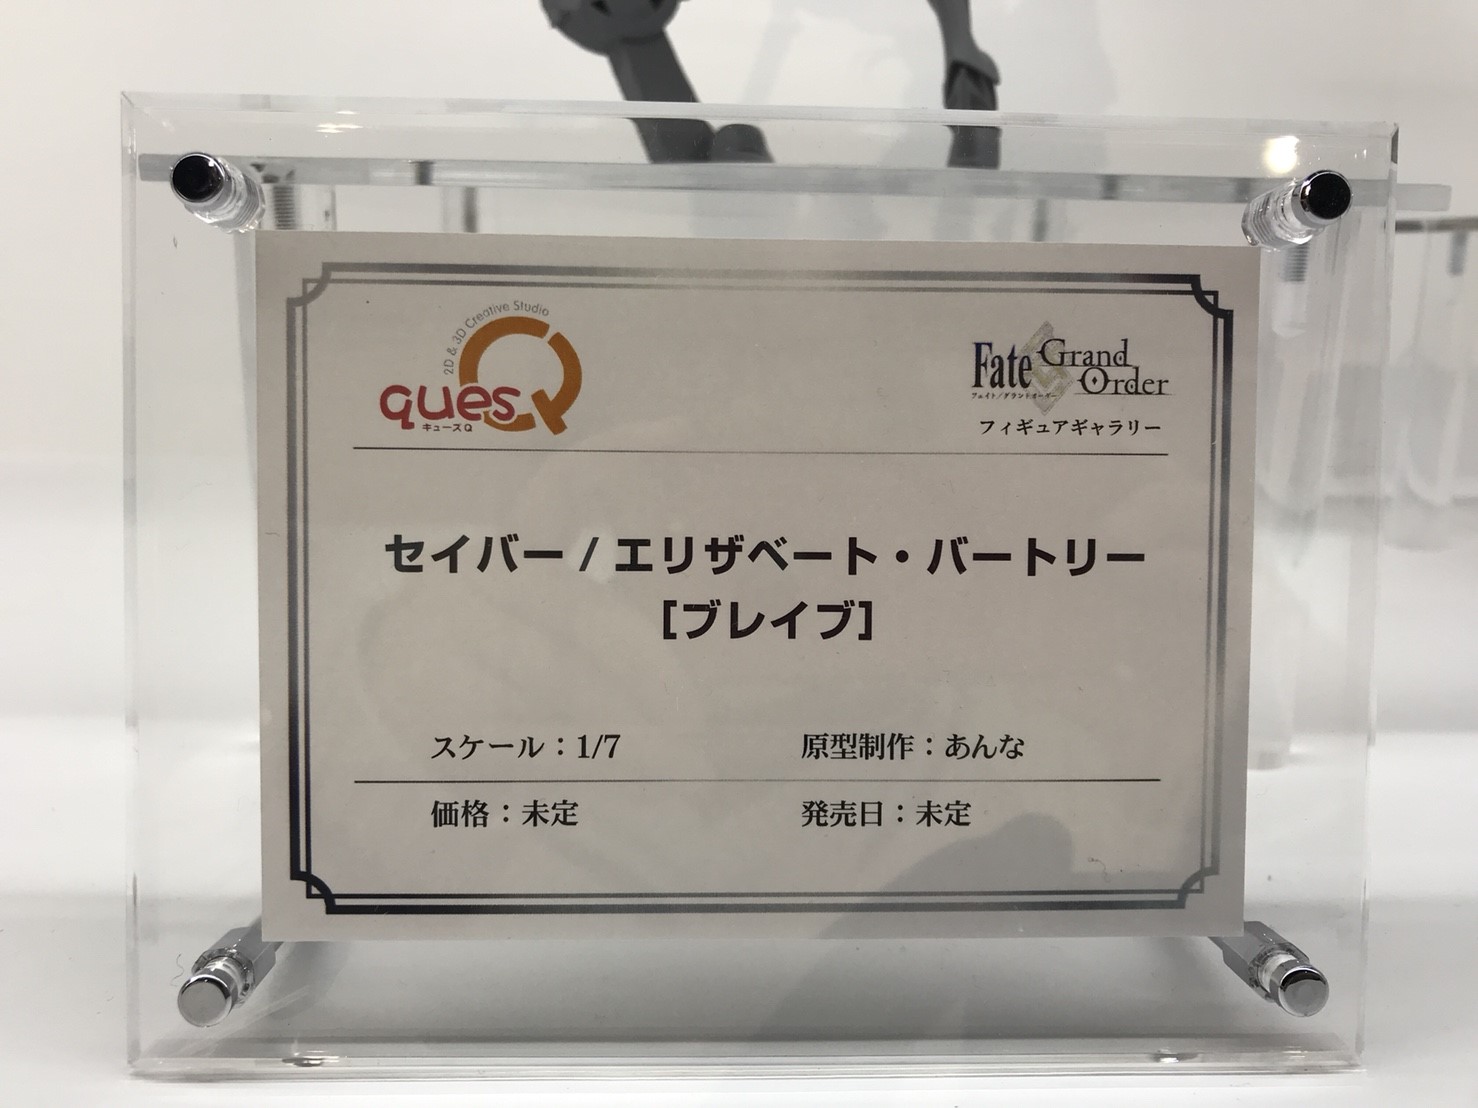 2D & 3D Creative Studio
quesQ
キューズQ
Fate Grand Order
フェイト/グランドオーダー
フィギュアギャラリー
セイバー / エリザベート・バートリー
[ブレイブ]
スケール：1/7
原型制作：あんな
価格：未定
発売日：未定